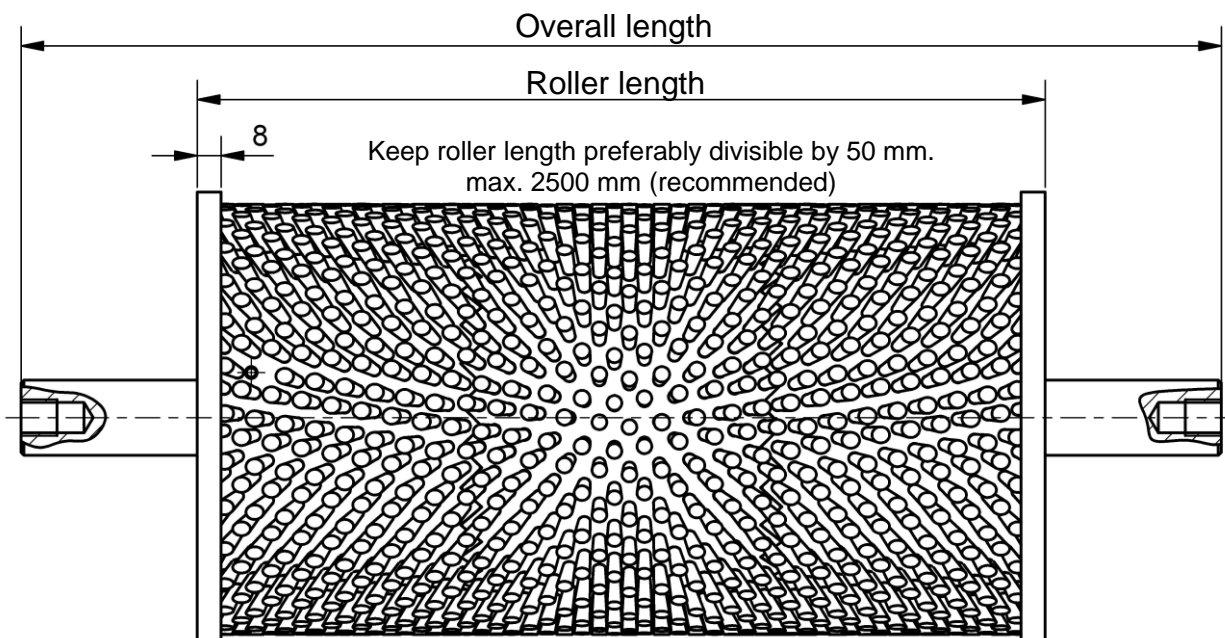 Overall length
Roller length
8
Keep roller length preferably divisible by 50 mm.
max. 2500 mm (recommended)